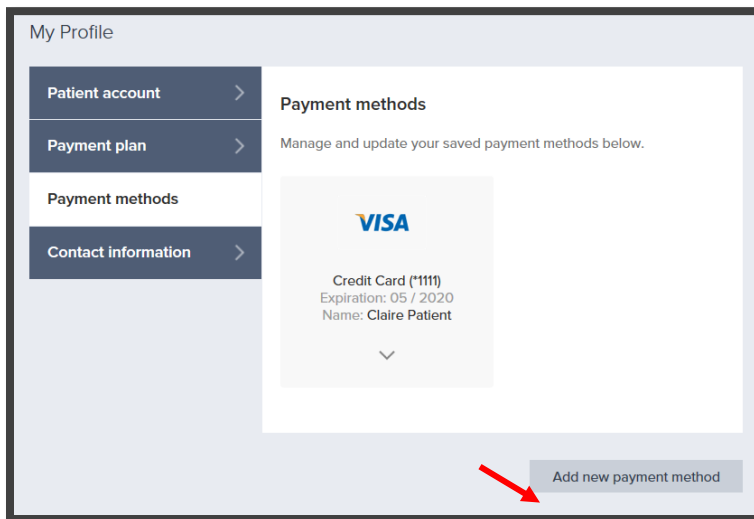 My Profile
Patient account
Payment plan
Payment methods
Contact information
Payment methods
Manage and update your saved payment methods below.
VISA
Credit Card (*1111)
Expiration: 05 / 2020
Name: Claire Patient
Add new payment method